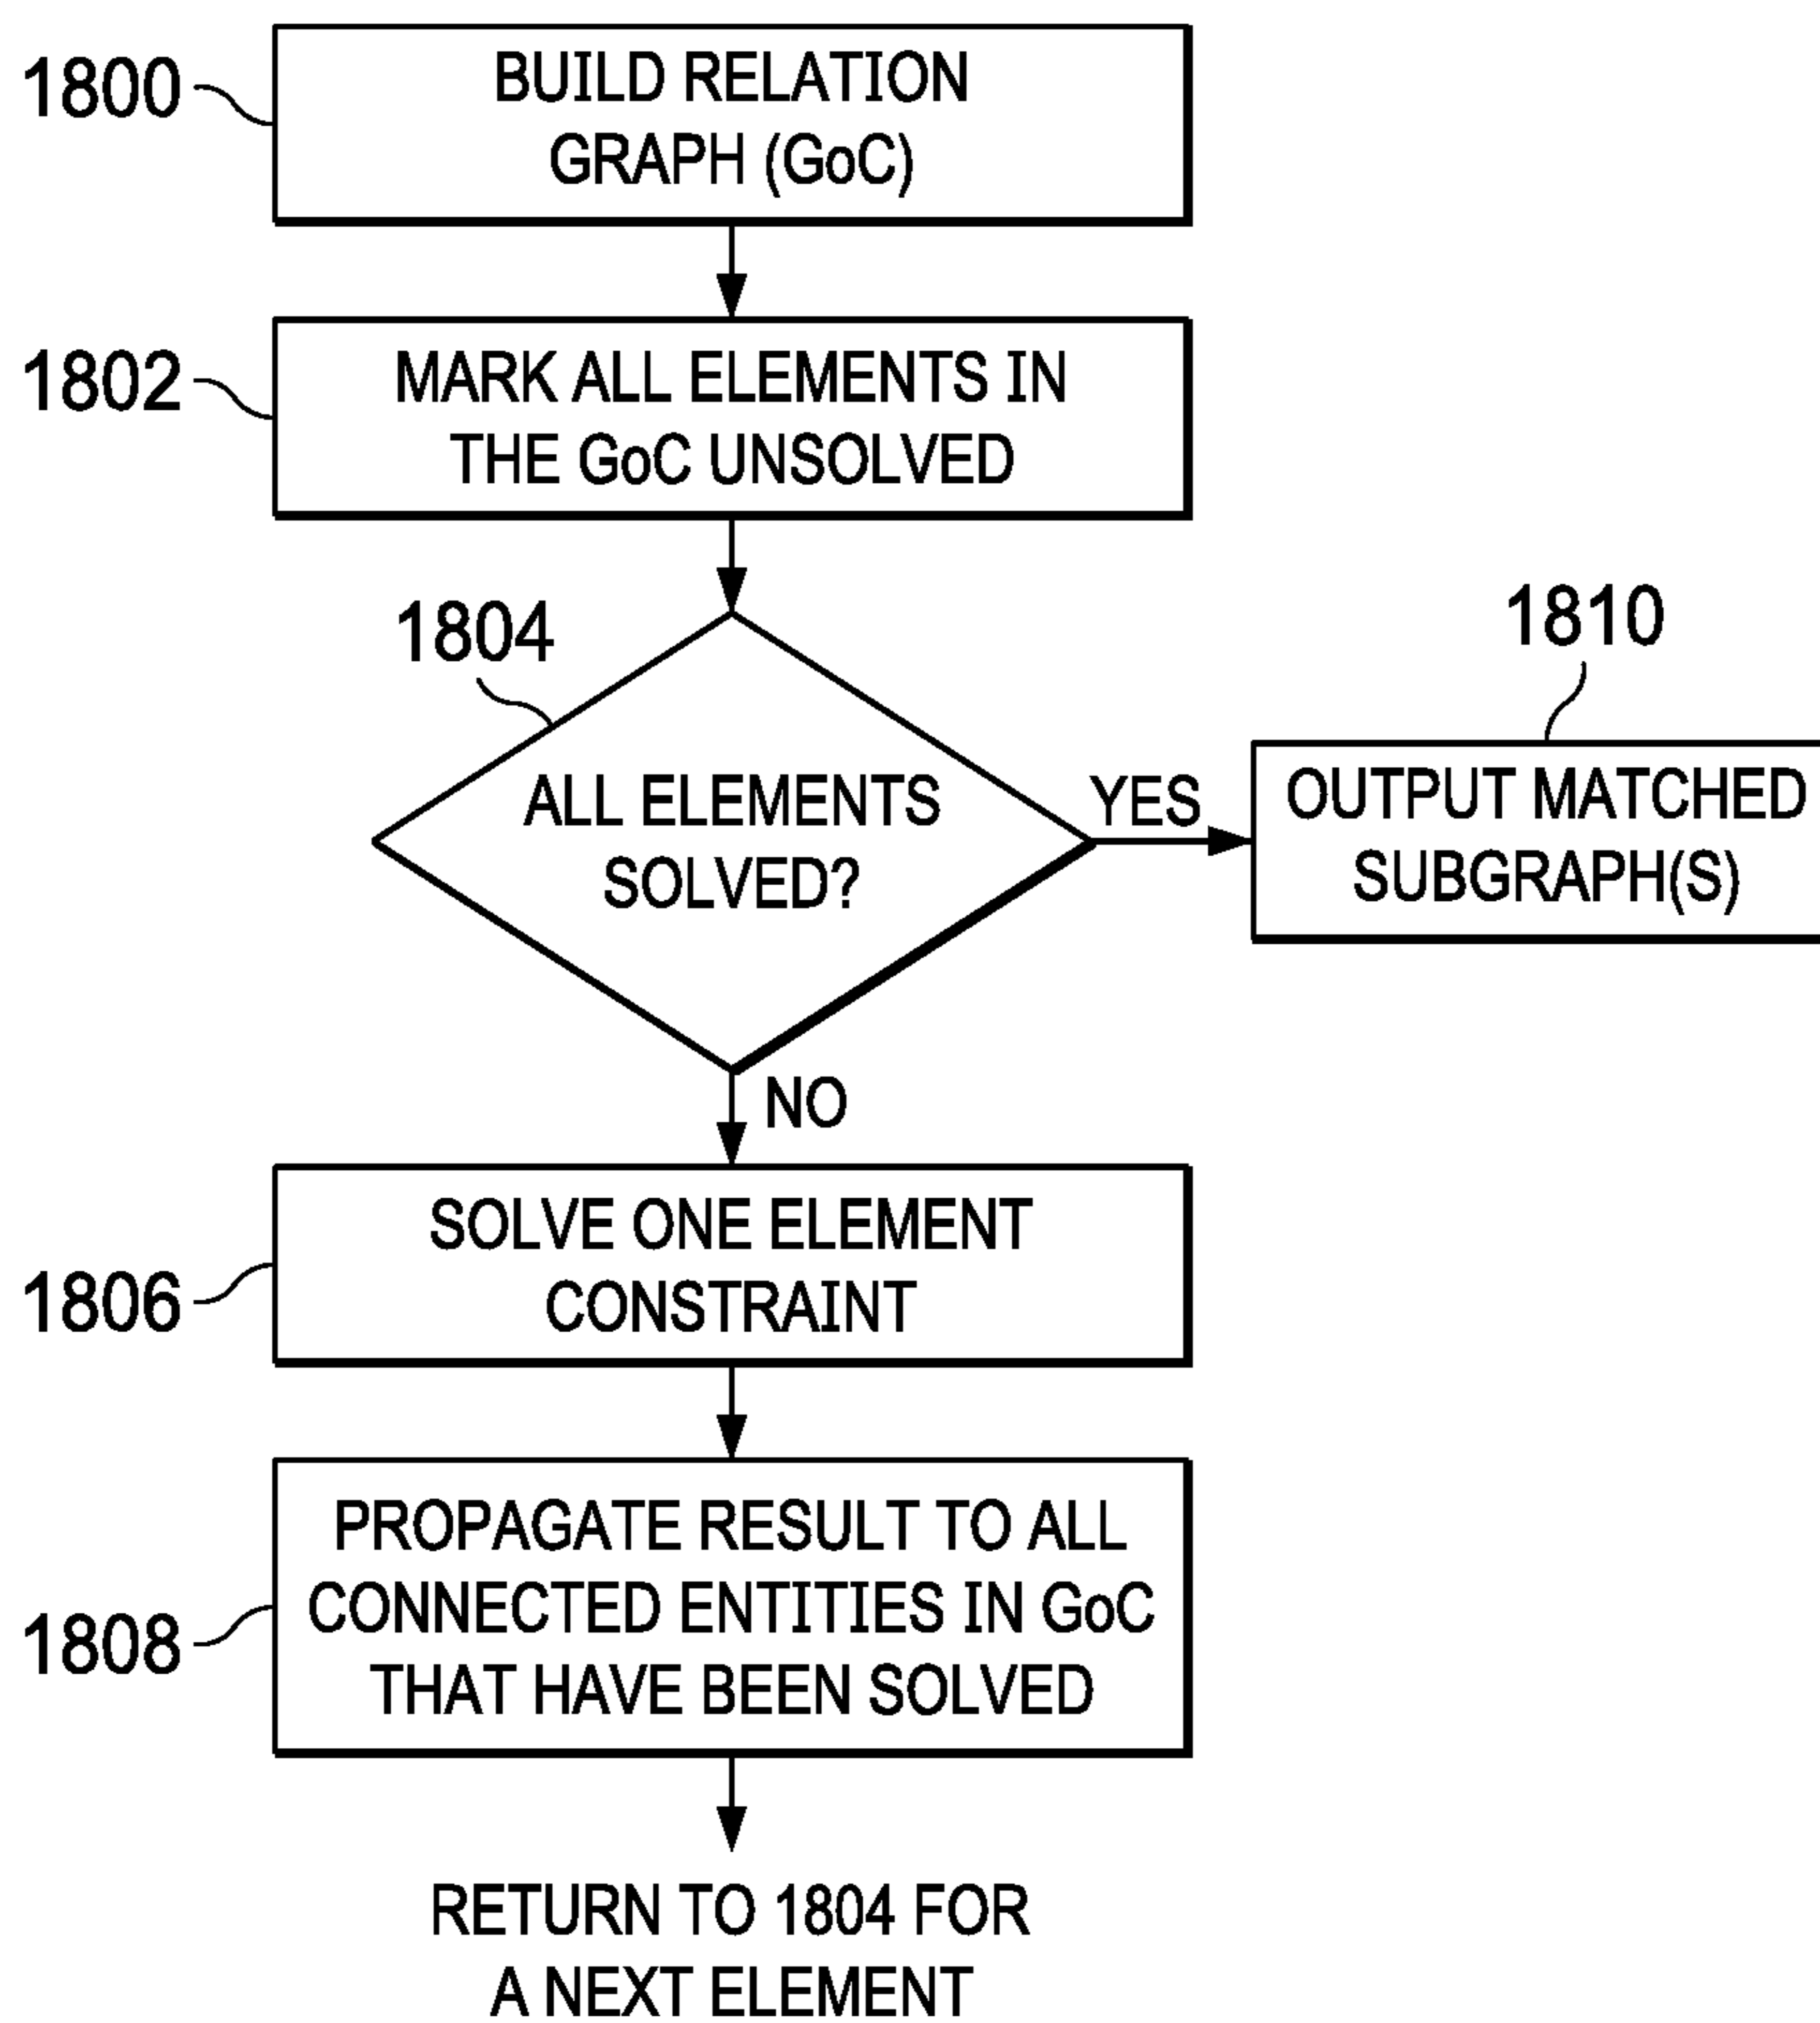 1800
BUILD RELATION
GRAPH (GoC)
1802
MARK ALL ELEMENTS IN
THE GoC UNSOLVED
1804
ALL ELEMENTS
SOLVED?
YES
1810
OUTPUT MATCHED
SUBGRAPH(S)
NO
1806
SOLVE ONE ELEMENT
CONSTRAINT
1808
PROPAGATE RESULT TO ALL
CONNECTED ENTITIES IN GoC
THAT HAVE BEEN SOLVED
RETURN TO 1804 FOR
A NEXT ELEMENT